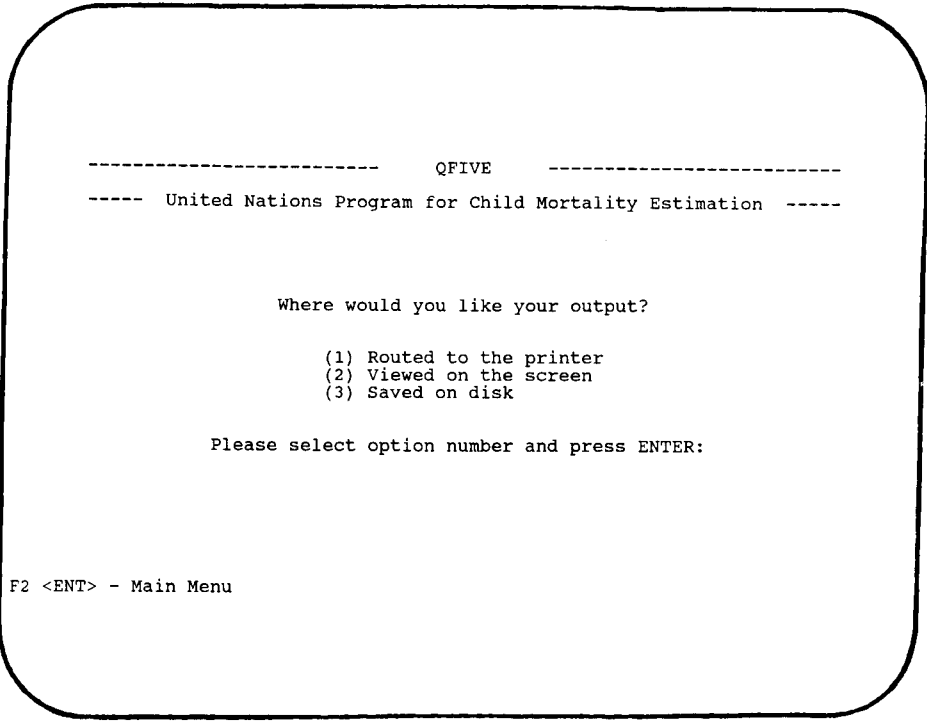 -------------------------- QFIVE --------------------------
----- United Nations Program for Child Mortality Estimation -----
Where would you like your output?
(1) Routed to the printer
(2) Viewed on the screen
(3) Saved on disk
Please select option number and press ENTER:
F2 <ENT> - Main Menu